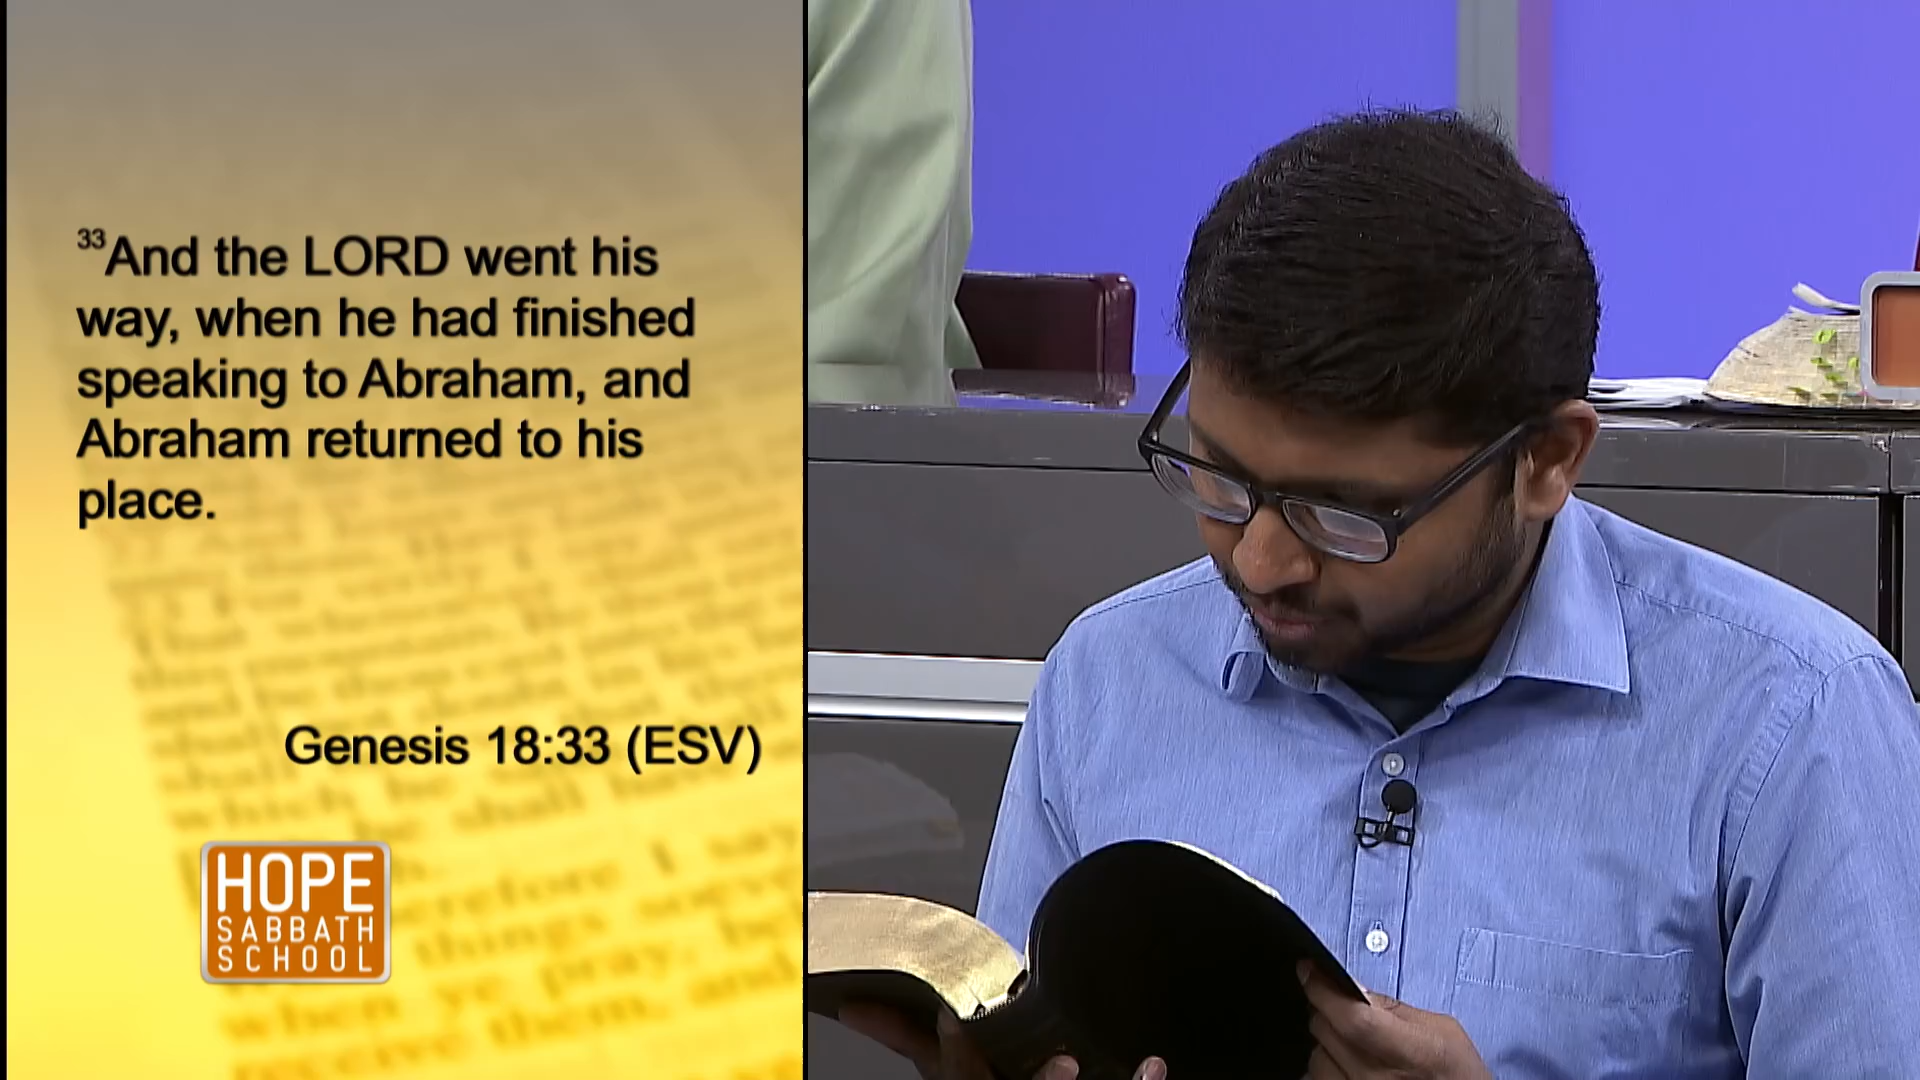 33And the LORD went his
way, when he had finished
speaking to Abraham, and
Abraham returned to his
place.
Genesis 18:33 (ESV)
HOPE
SABBATH
SCHOOL